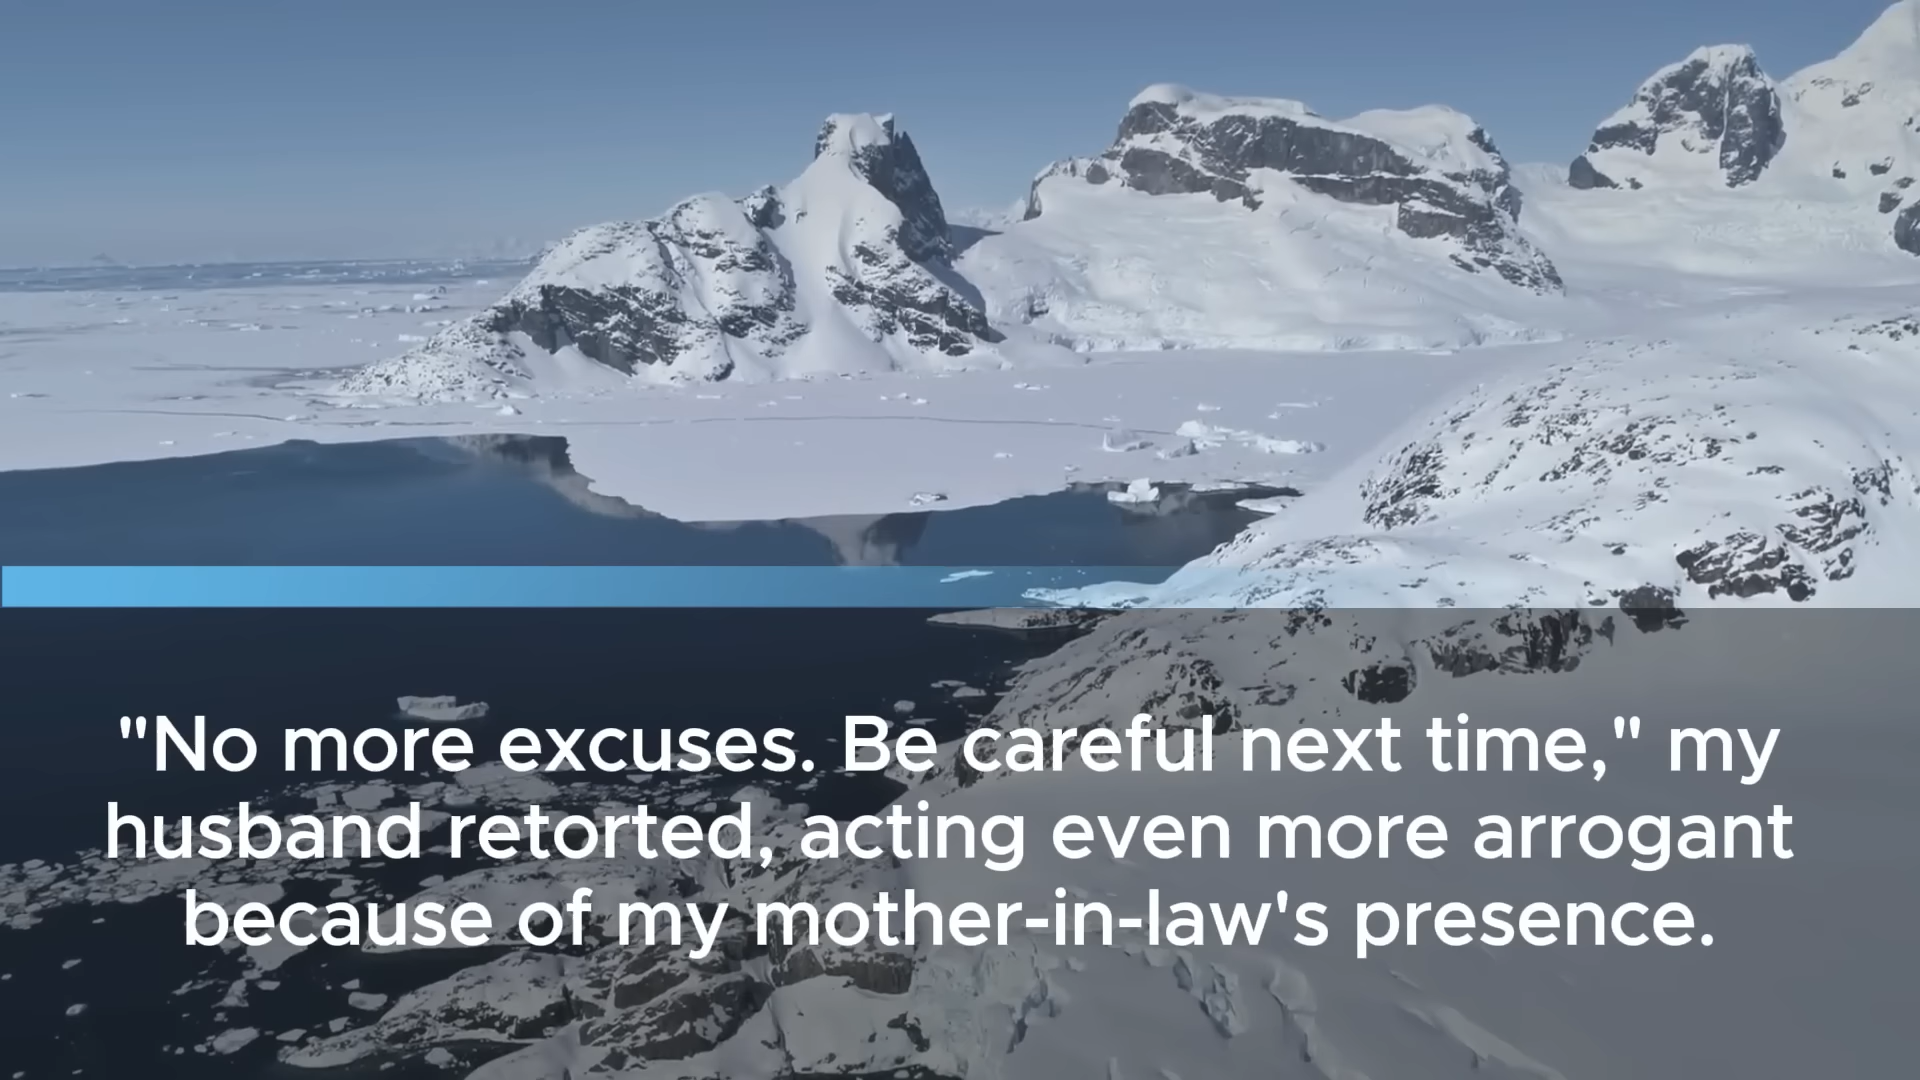 "No more excuses. Be careful next time," my
husband retorted, acting even more arrogant
because of my mother-in-law's presence.